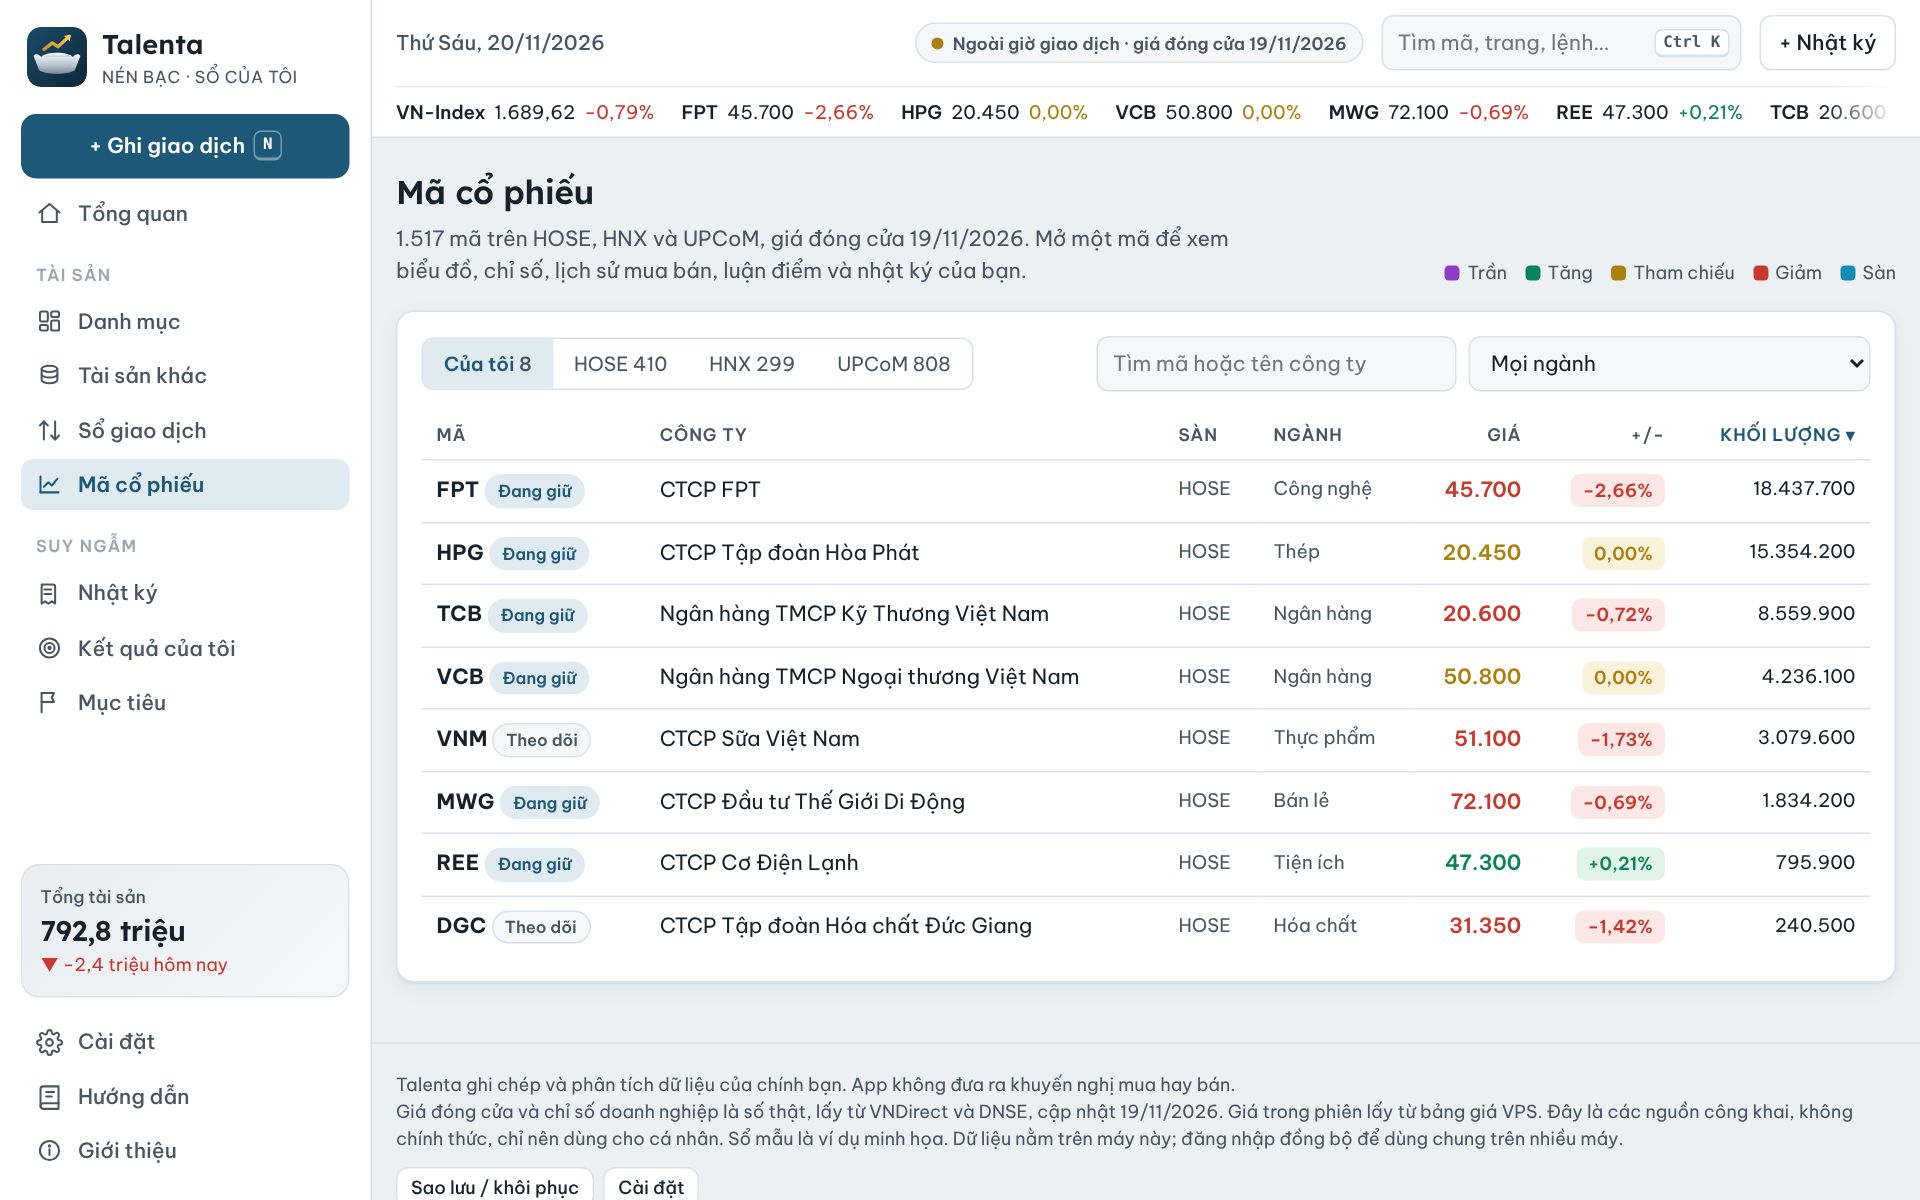 Talenta
NÉN BẠC · SỔ CỦA TÔI
+ Ghi giao dịch N
Tổng quan
TÀI SẢN
Danh mục
Tài sản khác
Sổ giao dịch
Mã cổ phiếu
SUY NGẪM
Nhật ký
Kết quả của tôi
Mục tiêu
Tổng tài sản
792,8 triệu
▼ -2,4 triệu hôm nay
Cài đặt
Hướng dẫn
Giới thiệu
Thứ Sáu, 20/11/2026
Ngoài giờ giao dịch · giá đóng cửa 19/11/2026
Tìm mã, trang, lệnh... Ctrl K
+ Nhật ký
VN-Index 1.689,62 -0,79% FPT 45.700 -2,66% HPG 20.450 0,00% VCB 50.800 0,00% MWG 72.100 -0,69% REE 47.300 +0,21% TCB 20.600
Mã cổ phiếu
1.517 mã trên HOSE, HNX và UPCoM, giá đóng cửa 19/11/2026. Mở một mã để xem
biểu đồ, chỉ số, lịch sử mua bán, luận điểm và nhật ký của bạn.
Trần Tăng Tham chiếu Giảm Sàn
Của tôi 8 HOSE 410 HNX 299 UPCoM 808
Tìm mã hoặc tên công ty
Mọi ngành
MÃ CÔNG TY SÀN NGÀNH GIÁ +/- KHỐI LƯỢNG ▾
FPT Đang giữ CTCP FPT HOSE Công nghệ 45.700 -2,66% 18.437.700
HPG Đang giữ CTCP Tập đoàn Hòa Phát HOSE Thép 20.450 0,00% 15.354.200
TCB Đang giữ Ngân hàng TMCP Kỹ Thương Việt Nam HOSE Ngân hàng 20.600 -0,72% 8.559.900
VCB Đang giữ Ngân hàng TMCP Ngoại thương Việt Nam HOSE Ngân hàng 50.800 0,00% 4.236.100
VNM Theo dõi CTCP Sữa Việt Nam HOSE Thực phẩm 51.100 -1,73% 3.079.600
MWG Đang giữ CTCP Đầu tư Thế Giới Di Động HOSE Bán lẻ 72.100 -0,69% 1.834.200
REE Đang giữ CTCP Cơ Điện Lạnh HOSE Tiện ích 47.300 +0,21% 795.900
DGC Theo dõi CTCP Tập đoàn Hóa chất Đức Giang HOSE Hóa chất 31.350 -1,42% 240.500
Talenta ghi chép và phân tích dữ liệu của chính bạn. App không đưa ra khuyến nghị mua hay bán.
Giá đóng cửa và chỉ số doanh nghiệp là số thật, lấy từ VNDirect và DNSE, cập nhật 19/11/2026. Giá trong phiên lấy từ bảng giá VPS. Đây là các nguồn công khai, không
chính thức, chỉ nên dùng cho cá nhân. Sổ mẫu là ví dụ minh họa. Dữ liệu nằm trên máy này; đăng nhập đồng bộ để dùng chung trên nhiều máy.
Sao lưu / khôi phục
Cài đặt